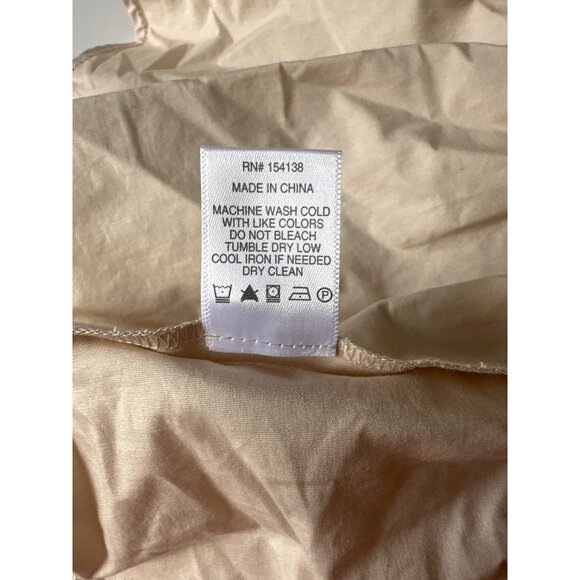 RN# 154138
MADE IN CHINA
MACHINE WASH COLD
WITH LIKE COLORS
DO NOT BLEACH
TUMBLE DRY LOW
COOL IRON IF NEEDED
DRY CLEAN
P